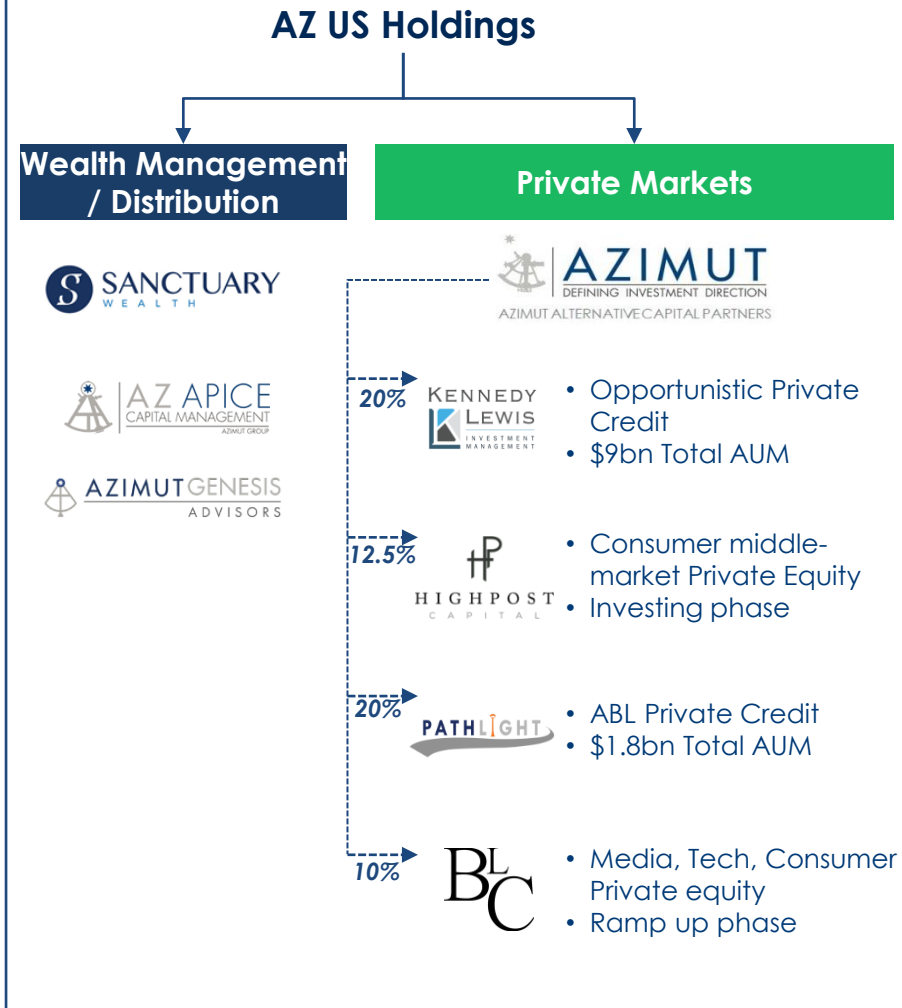 AZ US Holdings
Wealth Management
/ Distribution
Private Markets
S SANCTUARY
WEALTH
AZ APICE
CAPITAL MANAGEMENT
AZIMUT GROUP
AZIMUT GENESIS
ADVISORS
AZIMUT
DEFINING INVESTMENT DIRECTION
AZIMUT ALTERNATIVE CAPITAL PARTNERS
20%
KENNEDY
LEWIS
INVESTMENT
MANAGEMENT
• Opportunistic Private
Credit
• $9bn Total AUM
12.5%
HP
HIGHPOST
CAPITAL
• Consumer middle-
market Private Equity
• Investing phase
20%
PATHLIGHT
• ABL Private Credit
• $1.8bn Total AUM
10%
BLC
• Media, Tech, Consumer
Private equity
• Ramp up phase